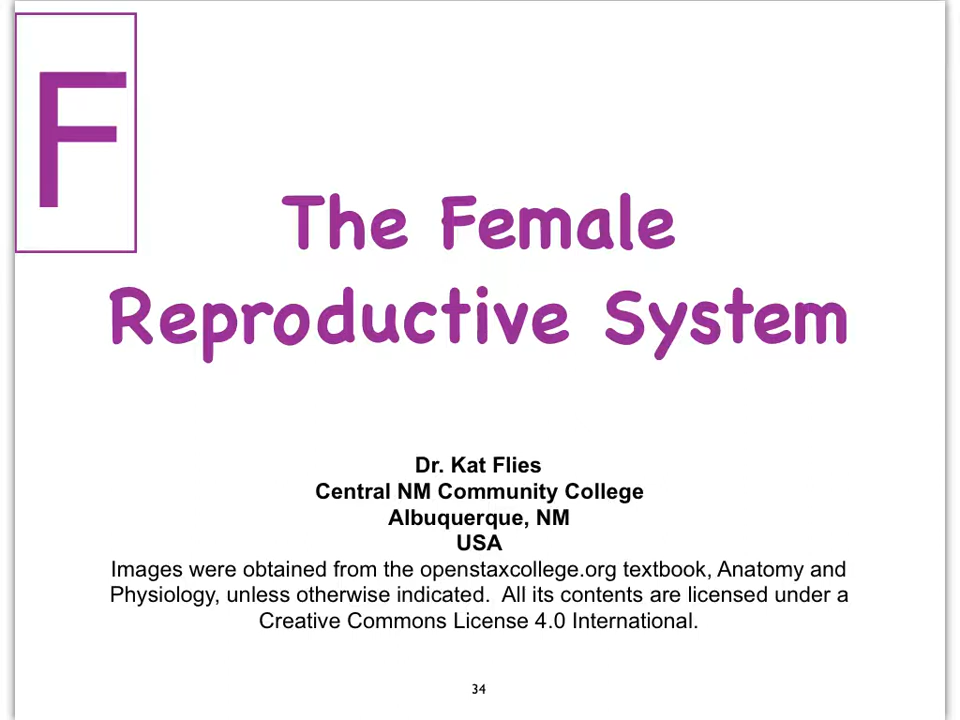 F
The Female
Reproductive System
Dr. Kat Flies
Central NM Community College
Albuquerque, NM
USA
Images were obtained from the openstaxcollege.org textbook, Anatomy and
Physiology, unless otherwise indicated.  All its contents are licensed under a
Creative Commons License 4.0 International.
34